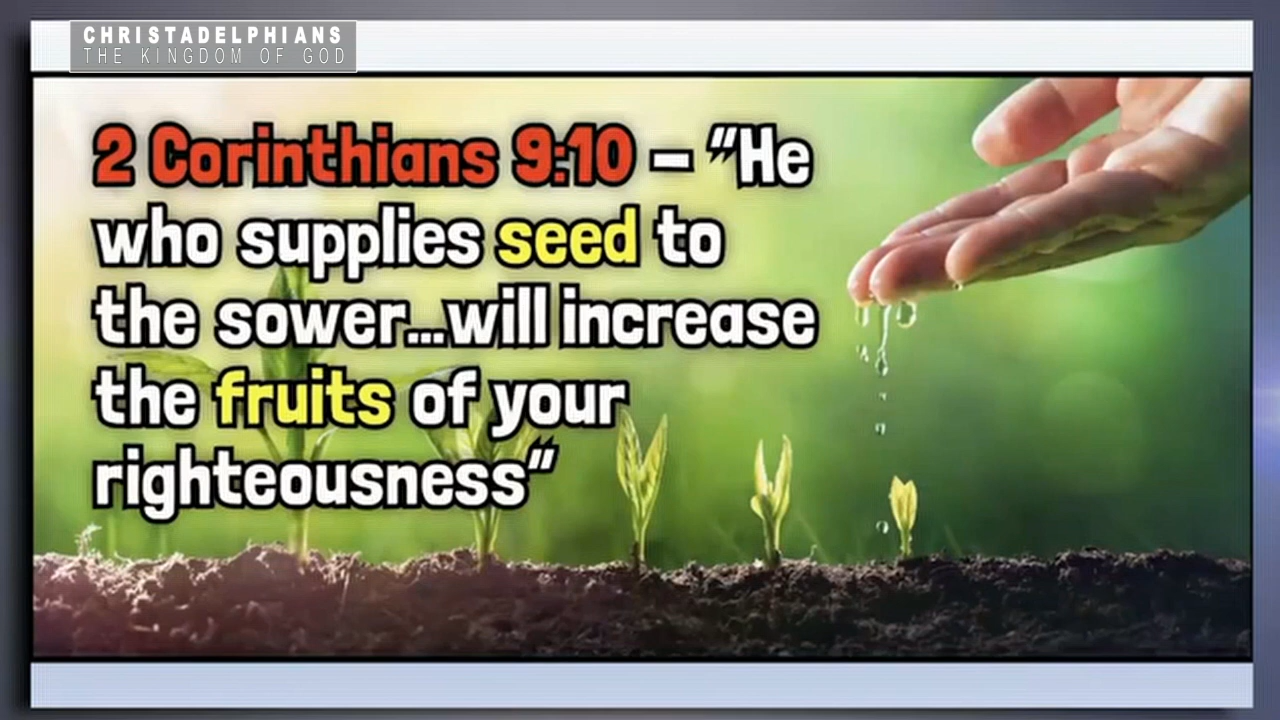 CHRISTADELPHIANS
THE KINGDOM OF GOD
2 Corinthians 9:10 – "He
who supplies seed to
the sower...will increase
the fruits of your
righteousness"